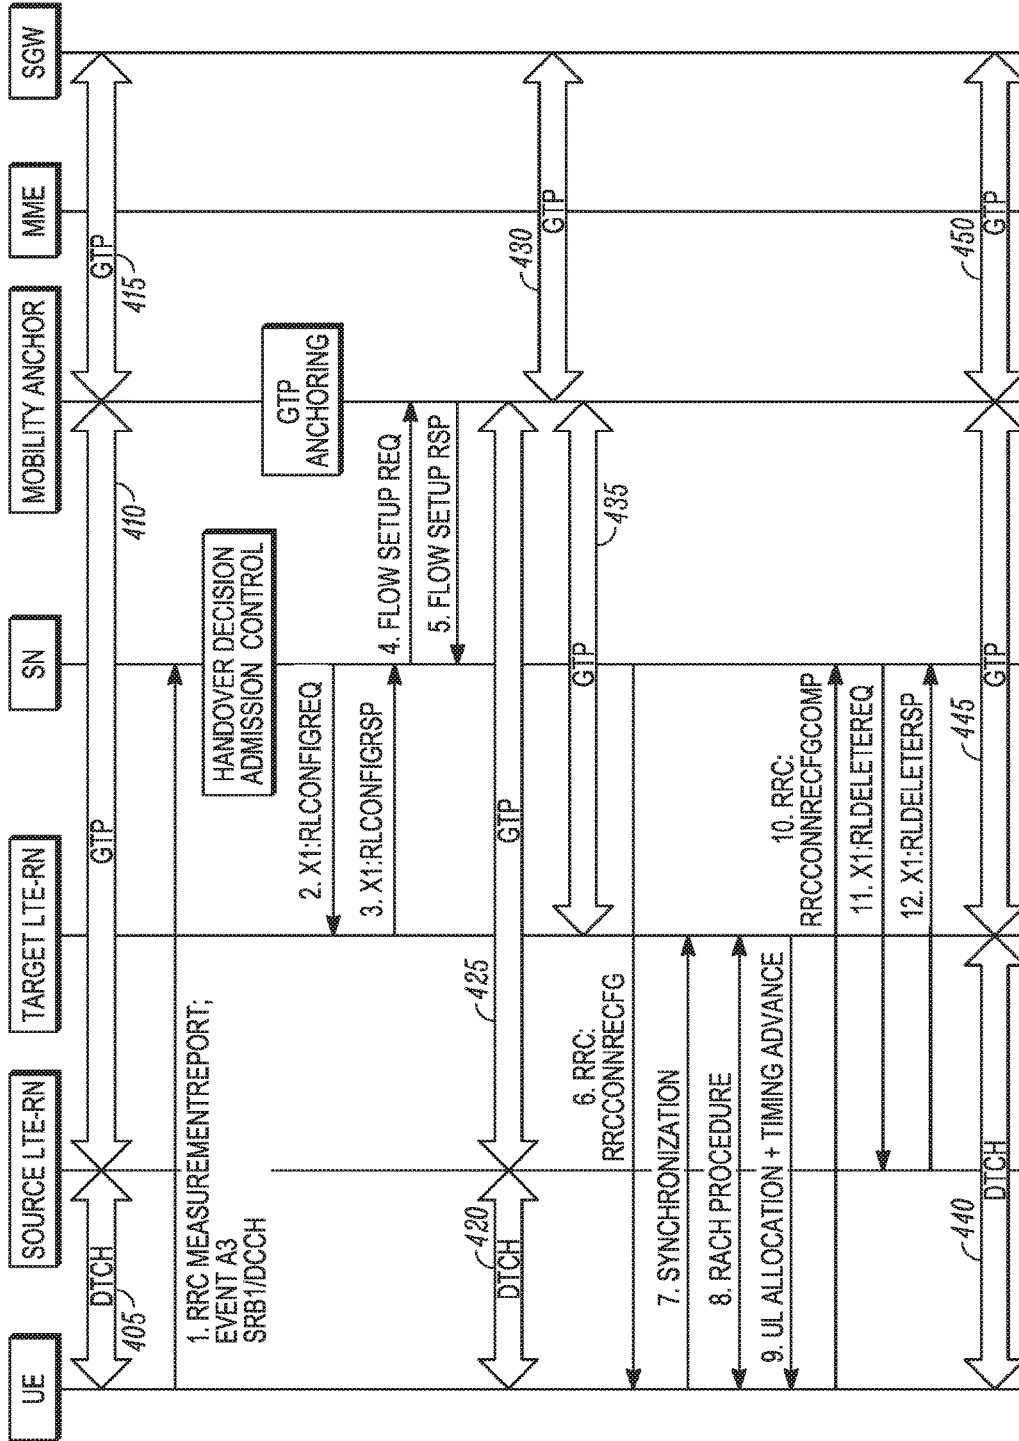 UE
SOURCE LTE-RN
TARGET LTE-RN
SN
MOBILITY ANCHOR
MME
SGW
DTCH
GTP
GTP
405
410
415
1. RRC MEASUREMENTREPORT;
EVENT A3
SRB1/DCCH
HANDOVER DECISION
ADMISSION CONTROL
GTP
ANCHORING
2. X1:RLCONFIGREQ
3. X1:RLCONFIGRSP
4. FLOW SETUP REQ
5. FLOW SETUP RSP
420
425
DTCH
GTP
430
GTP
GTP
435
6. RRC:
RRCCONNRECFG
7. SYNCHRONIZATION
8. RACH PROCEDURE
9. UL ALLOCATION + TIMING ADVANCE
10. RRC:
RRCCONNRECFGCOMP
11. X1:RLDELETEREQ
12. X1:RLDELETERSP
440
445
450
DTCH
GTP
GTP